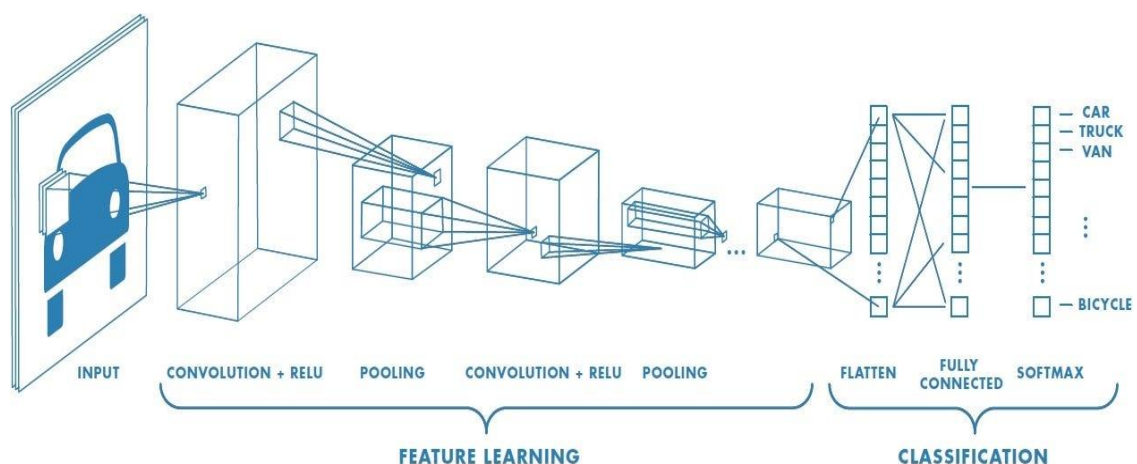 CAR
TRUCK
VAN
BICYCLE
INPUT
CONVOLUTION + RELU
POOLING
CONVOLUTION + RELU
POOLING
FLATTEN
FULLY
CONNECTED
SOFTMAX
FEATURE LEARNING
CLASSIFICATION